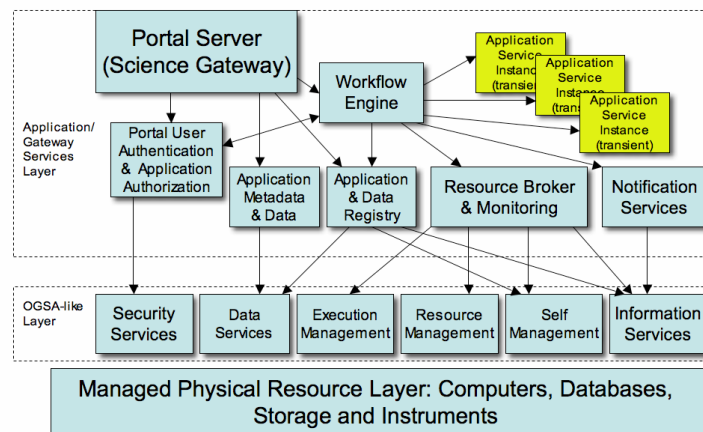 Portal Server
(Science Gateway)
Workflow
Engine
Application
Service
Instance
(transient)
Application
Service
Instance
(trans
Application
Service
Instance
(transient)
Application/
Gateway
Services
Layer
Portal User
Authentication
& Application
Authorization
Application
Metadata
& Data
Application
& Data
Registry
Resource Broker
& Monitoring
Notification
Services
OGSA-like
Layer
Security
Services
Data
Services
Execution
Management
Resource
Management
Self
Management
Information
Services
Managed Physical Resource Layer: Computers, Databases,
Storage and Instruments